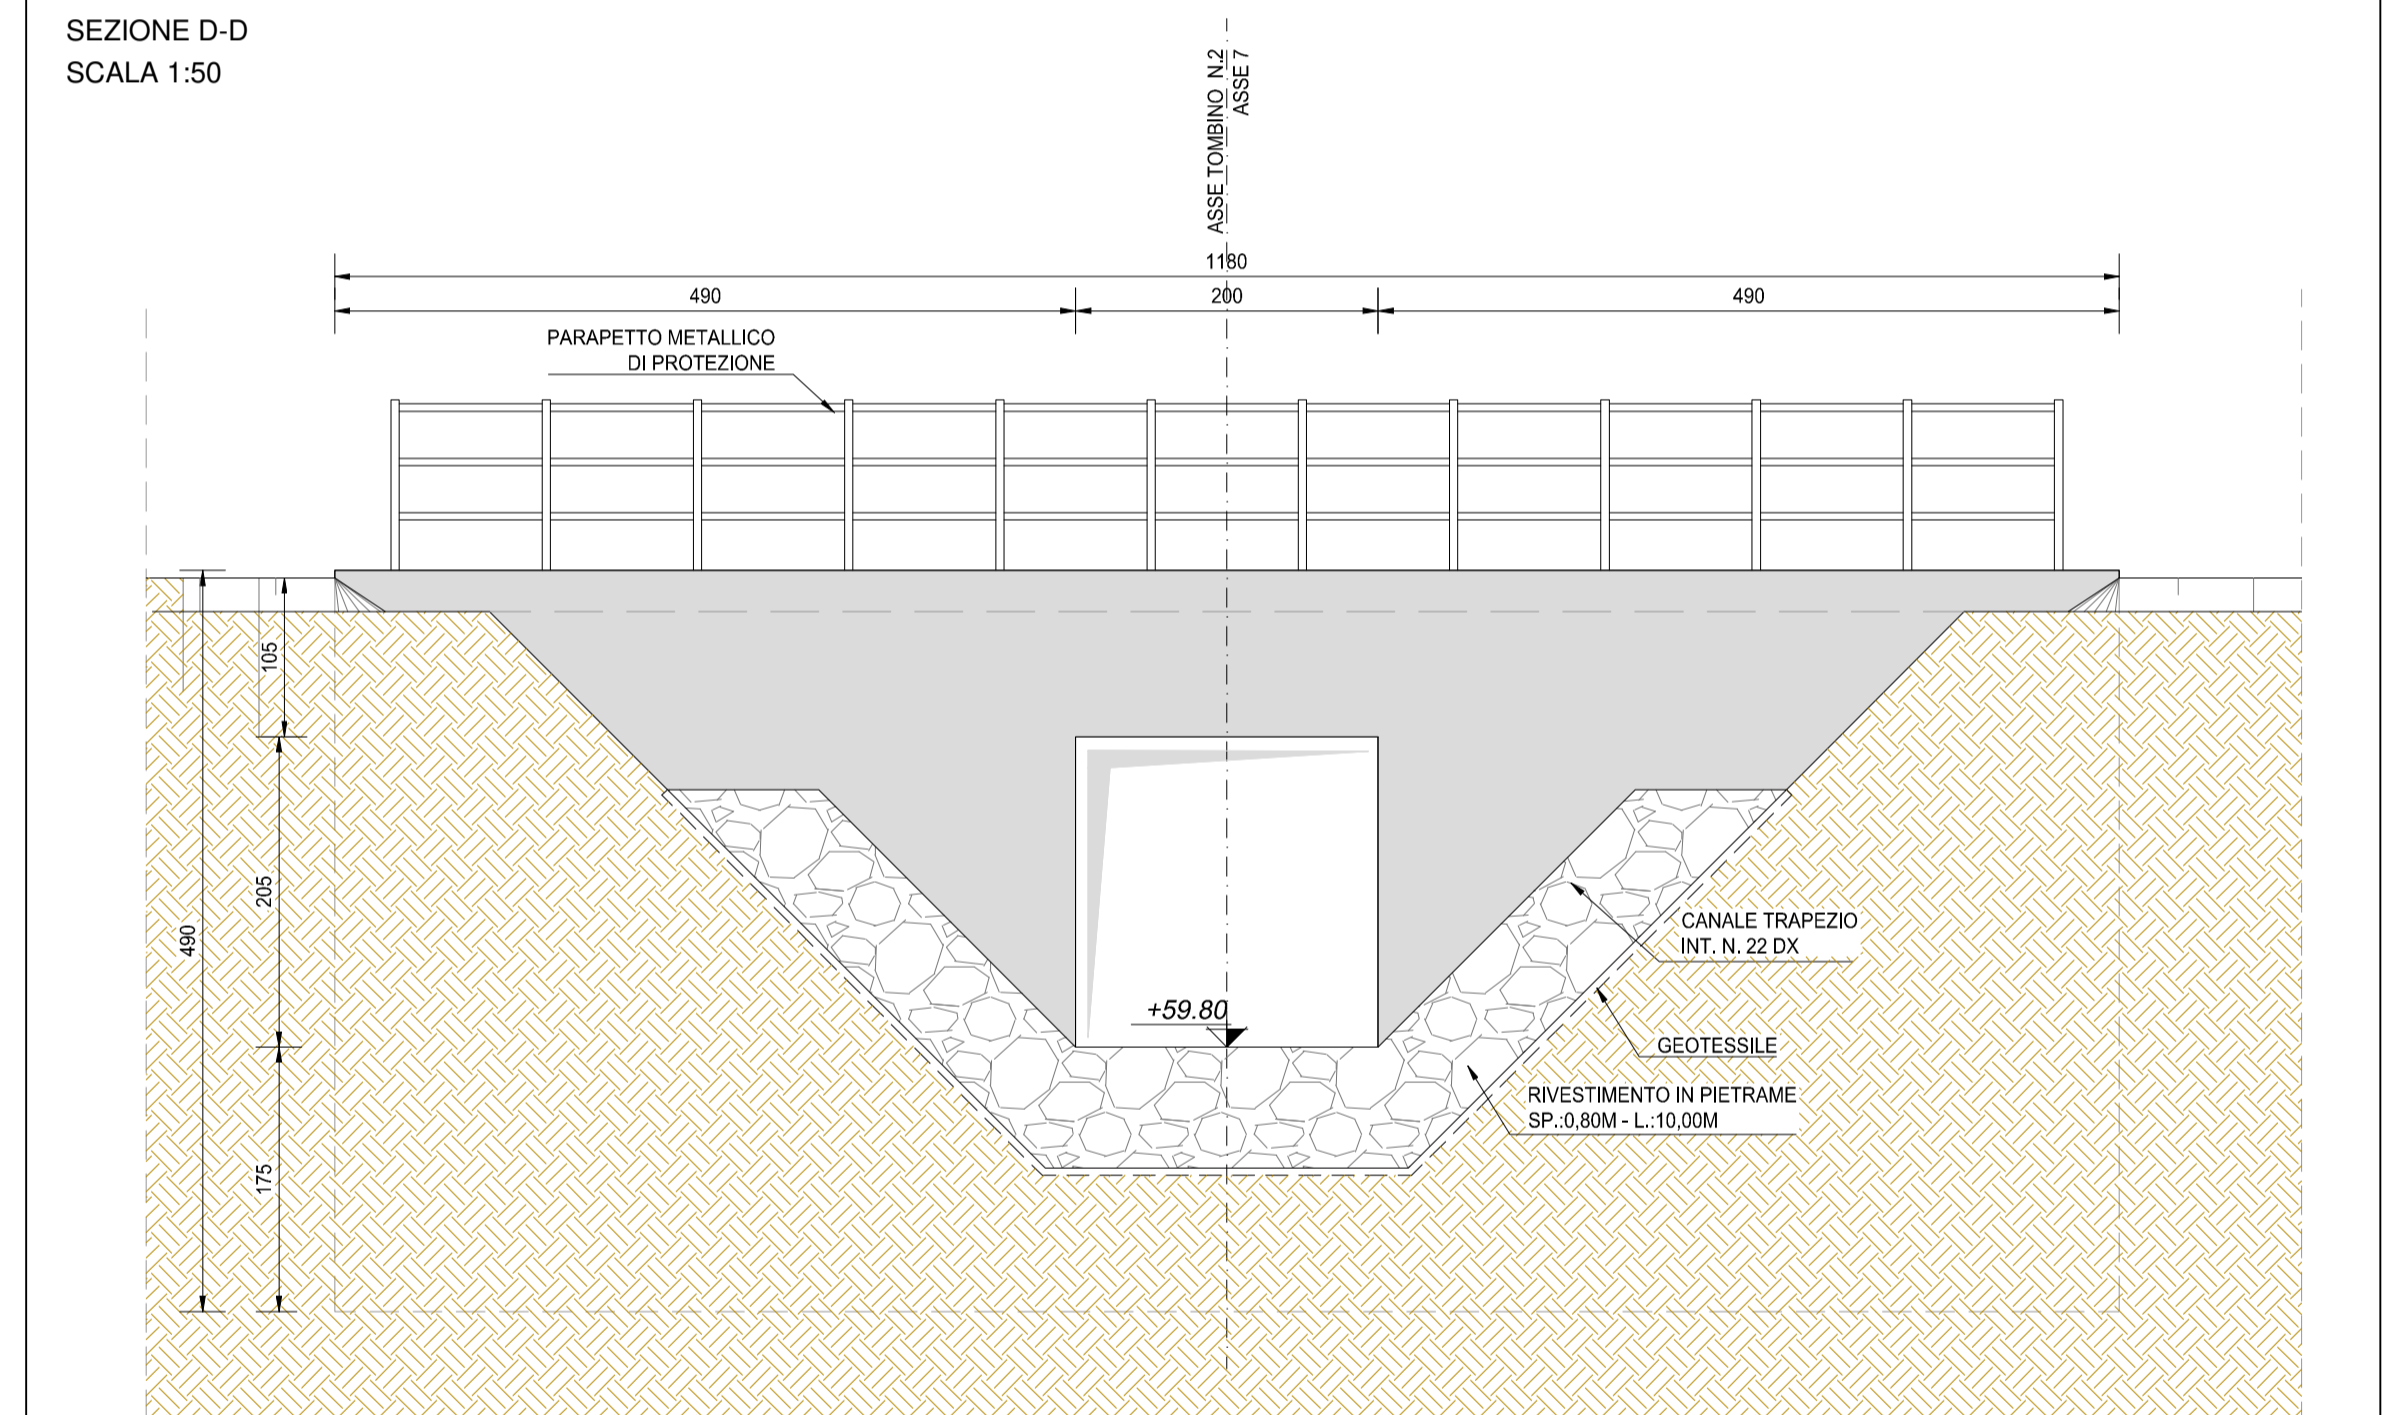 SEZIONE D-D
SCALA 1:50
ASSE TOMBINO N.2
ASSE 7
1180
490
200
490
PARAPETTO METALLICO
DI PROTEZIONE
105
205
490
175
+59.80
CANALE TRAPEZIO
INT. N. 22 DX
GEOTESSILE
RIVESTIMENTO IN PIETRAME
SP.:0,80M - L.:10,00M